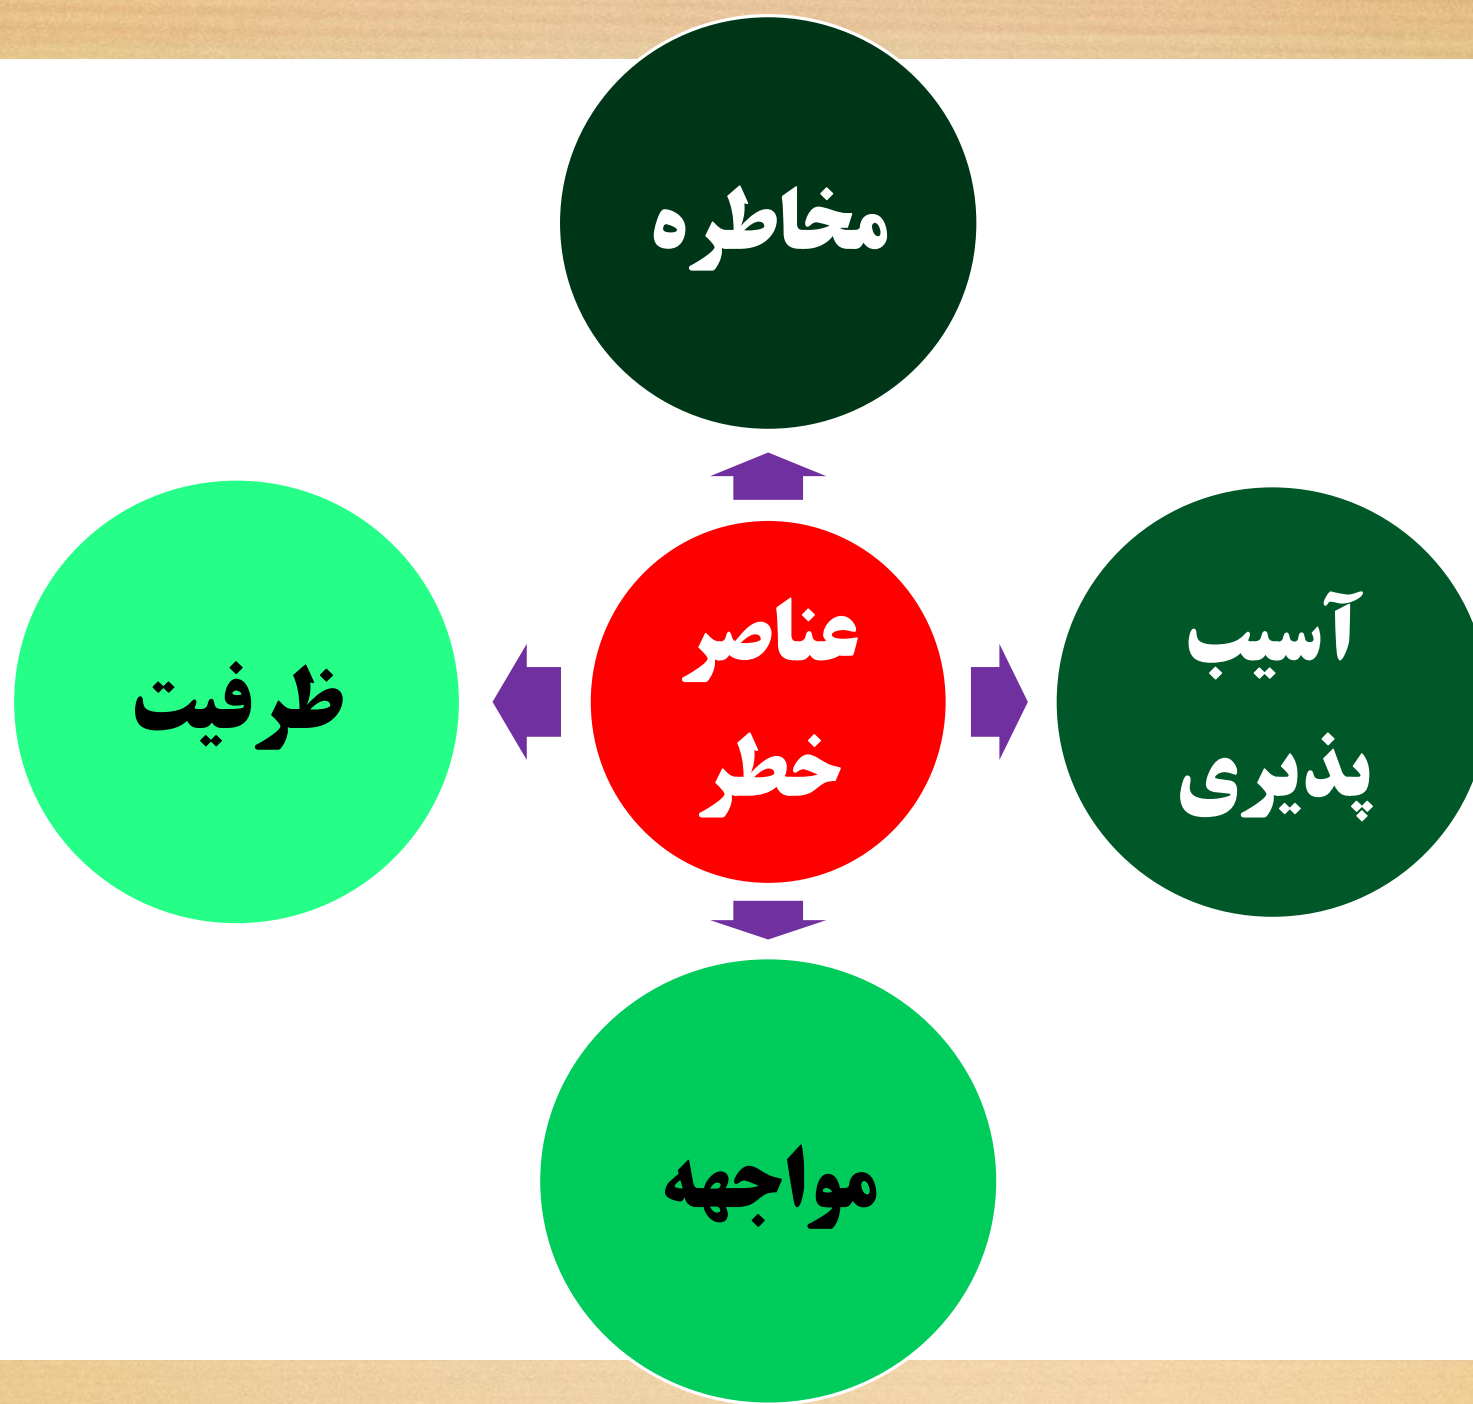 مخاطره
آسیب
پذیری
عناصر
خطر
ظرفیت
مواجهه